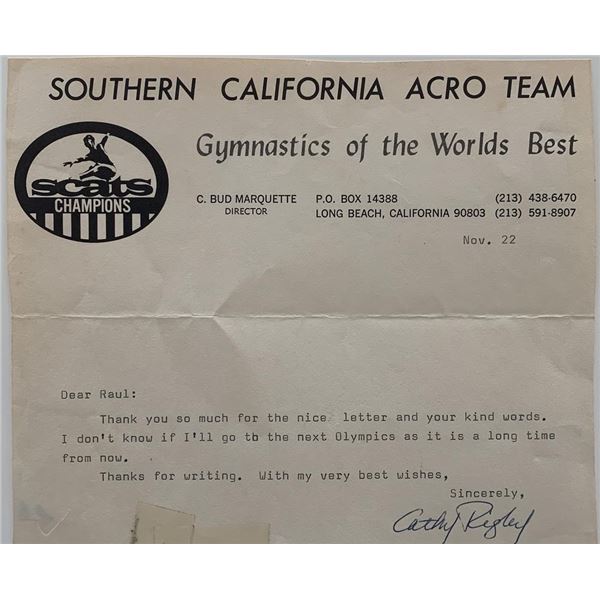 SOUTHERN CALIFORNIA ACRO TEAM
Gymnastics of the Worlds Best
scats
CHAMPIONS
C. BUD MARQUETTE P.O. BOX 14388 (213) 438-6470
DIRECTOR LONG BEACH, CALIFORNIA 90803 (213) 591-8907
Nov. 22
Dear Raul:
Thank you so much for the nice letter and your kind words.
I don't know if I'll go to the next Olympics as it is a long time
from now.
Thanks for writing. With my very best wishes,
Sincerely,
Cathy Rigby